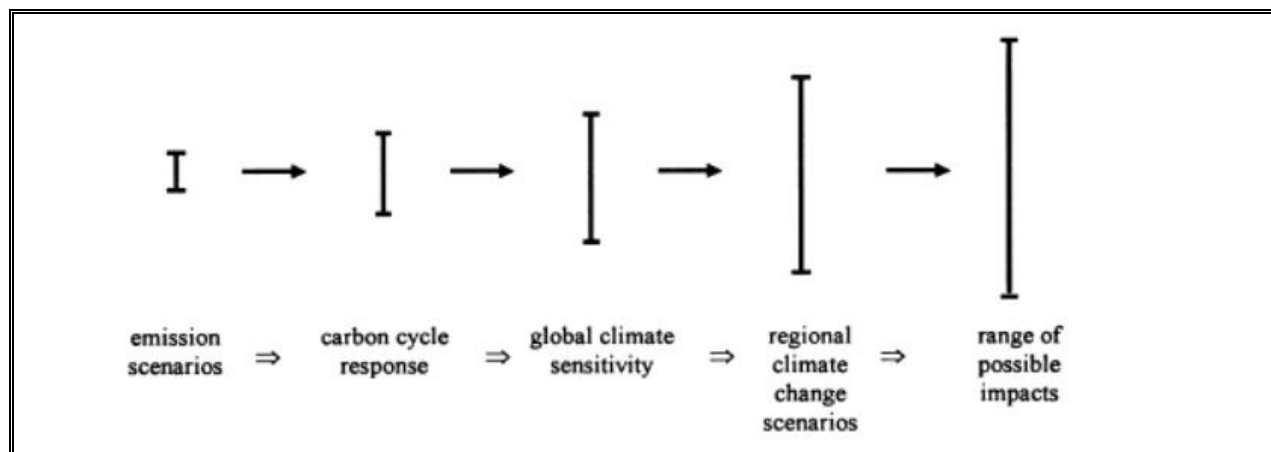 emission
scenarios
⇒
carbon cycle
response
⇒
global climate
sensitivity
⇒
regional
climate
change
scenarios
⇒
range of
possible
impacts